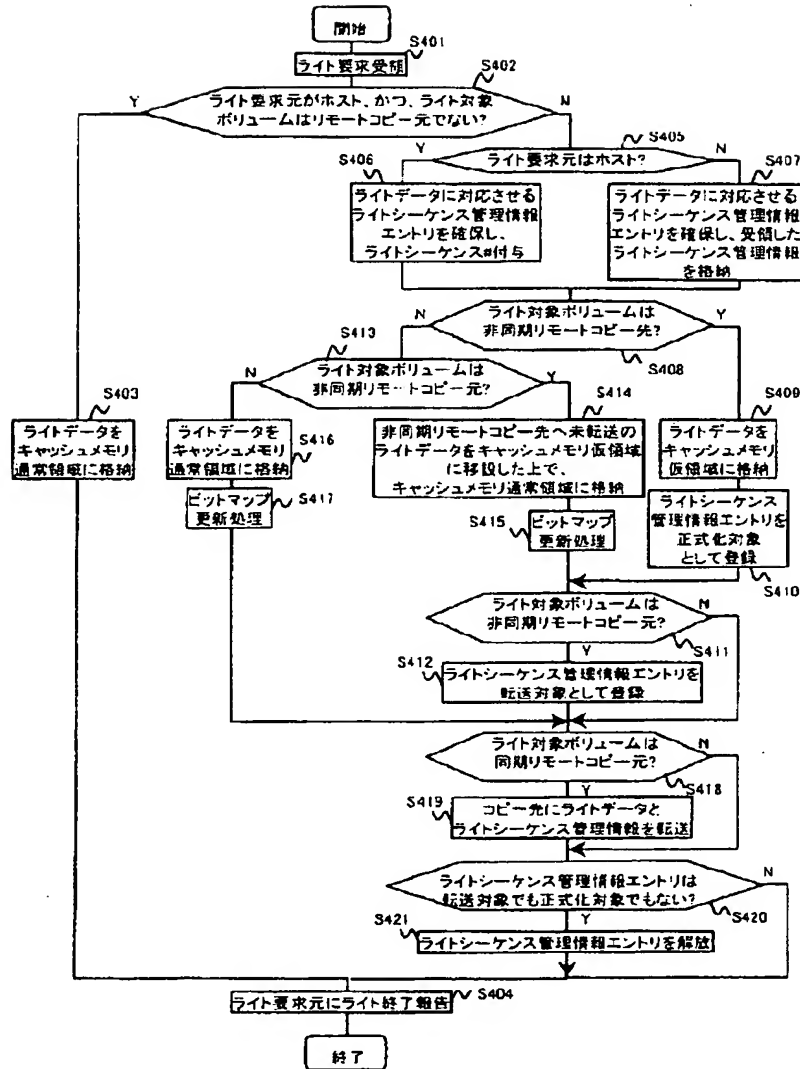 開始
S401
ライト要求受領
S402
Y
ライト要求元がホスト、かつ、ライト対象
ボリュームはリモートコピー元でない?
N
S405
Y
ライト要求元はホスト?
N
S406
ライトデータに対応させる
ライトシーケンス管理情報
エントリを確保し、
ライトシーケンス#付与
S407
ライトデータに対応させる
ライトシーケンス管理情報
エントリを確保し、受領した
ライトシーケンス管理情報
を格納
N
ライト対象ボリュームは
非同期リモートコピー先?
Y
S408
S413
N
ライト対象ボリュームは
非同期リモートコピー元?
Y
S403
ライトデータを
キャッシュメモリ
通常領域に格納
ライトデータを
キャッシュメモリ
通常領域に格納
S416
ビットマップ
更新処理
S417
S414
非同期リモートコピー先へ未転送の
ライトデータをキャッシュメモリ仮領域
に移設した上で、
キャッシュメモリ通常領域に格納
S415
ビットマップ
更新処理
S409
ライトデータを
キャッシュメモリ
仮領域に格納
ライトシーケンス
管理情報エントリを
正式化対象
として登録
S410
ライト対象ボリュームは
非同期リモートコピー元?
N
S411
Y
S412
ライトシーケンス管理情報エントリを
転送対象として登録
ライト対象ボリュームは
同期リモートコピー元?
N
S418
Y
S419
コピー先にライトデータと
ライトシーケンス管理情報を転送
ライトシーケンス管理情報エントリは
転送対象でも正式化対象でもない?
N
S420
Y
S421
ライトシーケンス管理情報エントリを解放
ライト要求元にライト終了報告
S404
終了